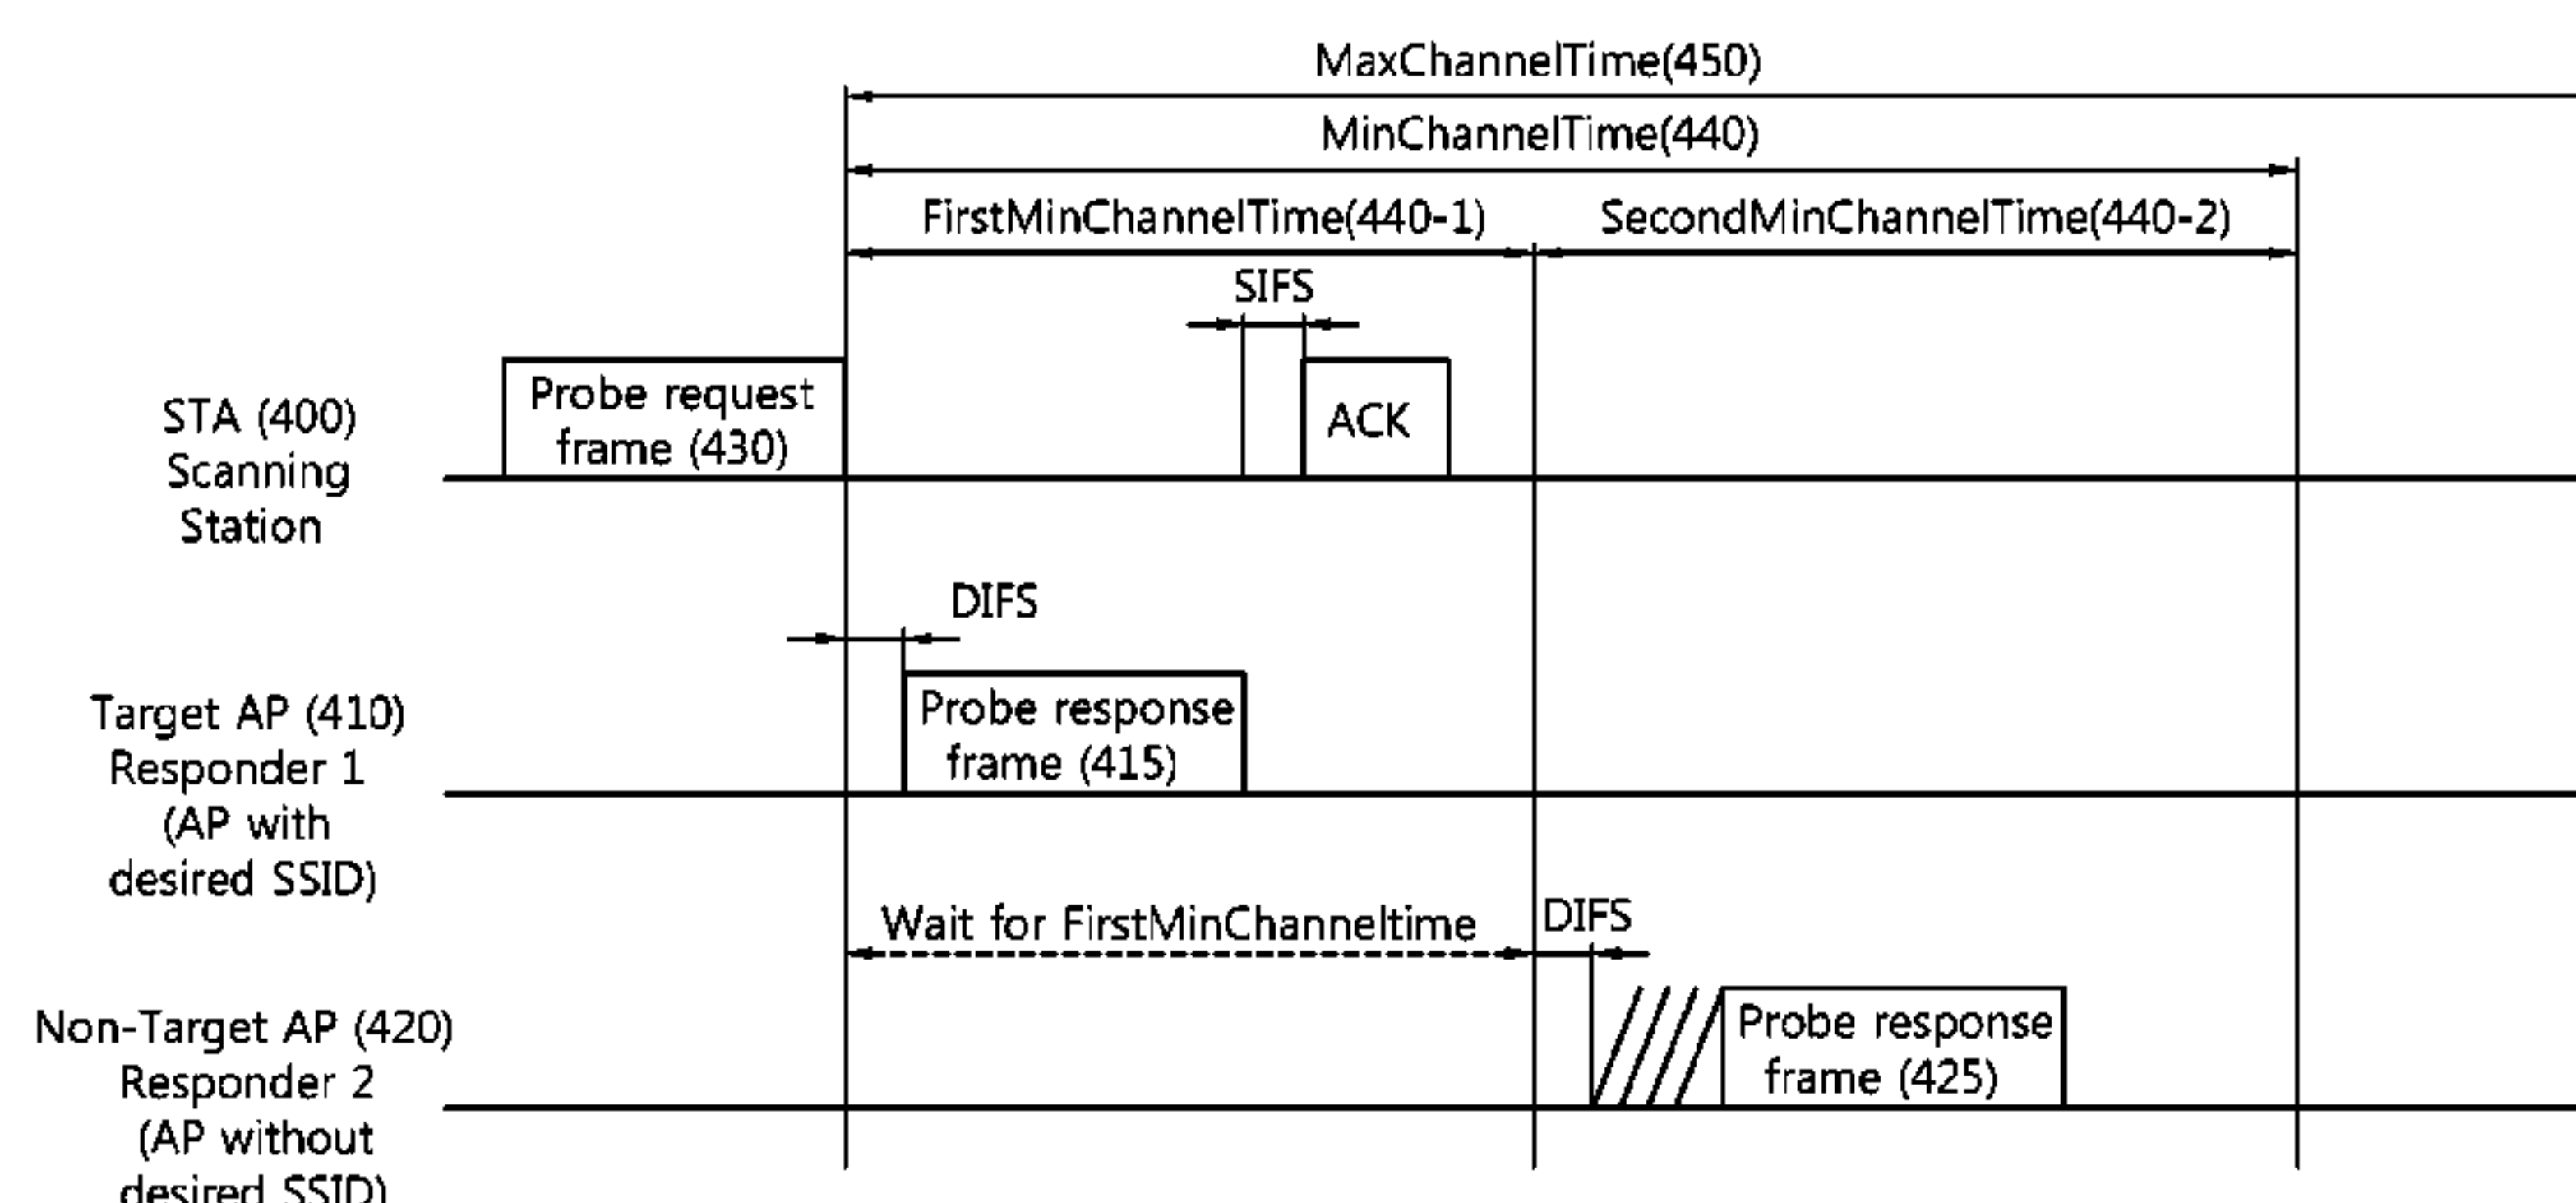 MaxChannelTime(450)
MinChannelTime(440)
FirstMinChannelTime(440-1)
SecondMinChannelTime(440-2)
SIFS
Probe request
frame (430)
ACK
STA (400)
Scanning
Station
DIFS
Target AP (410)
Responder 1
(AP with
desired SSID)
Probe response
frame (415)
Wait for FirstMinChanneltime
DIFS
Non-Target AP (420)
Responder 2
(AP without
desired SSID)
Probe response
frame (425)